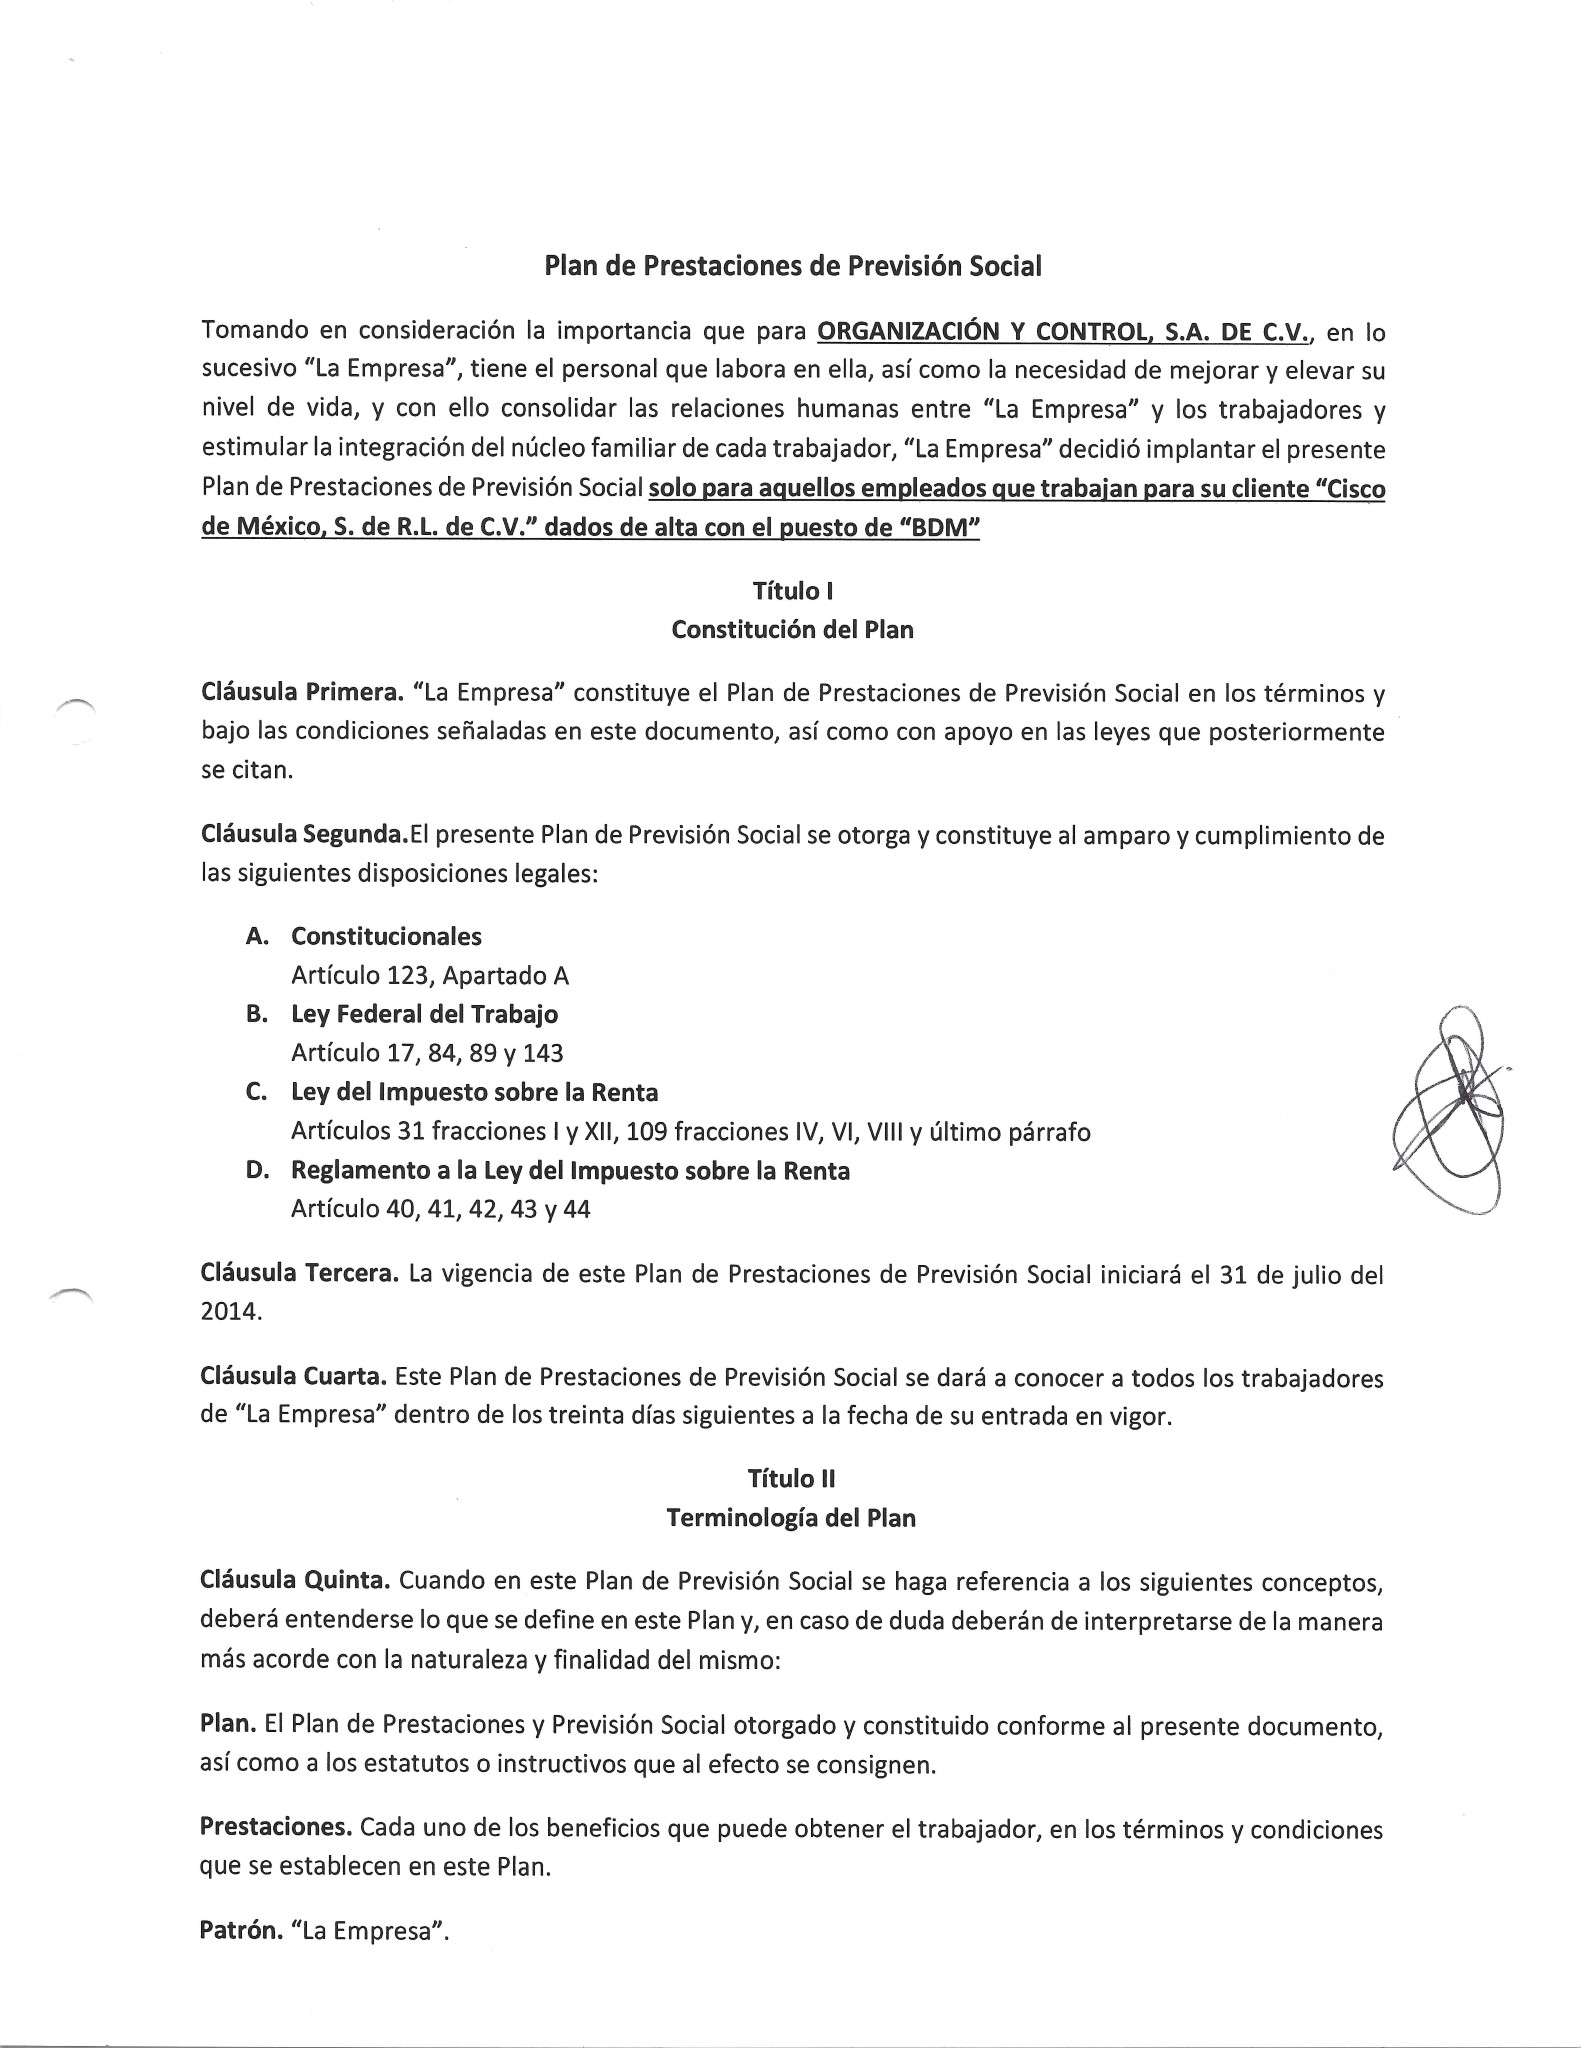 Plan de Prestaciones de Previsión Social
Tomando en consideración la importancia que para ORGANIZACIÓN Y CONTROL, S.A. DE C.V., en lo
sucesivo “La Empresa”, tiene el personal que labora en ella, así como la necesidad de mejorar y elevar su
nivel de vida, y con ello consolidar las relaciones humanas entre “La Empresa” y los trabajadores y
estimular la integración del núcleo familiar de cada trabajador, “La Empresa” decidió implantar el presente
Plan de Prestaciones de Previsión Social solo para aquellos empleados que trabajan para su cliente “Cisco
de México, S. de R.L. de C.V.” dados de alta con el puesto de “BDM”
Título I
Constitución del Plan
Cláusula Primera. “La Empresa” constituye el Plan de Prestaciones de Previsión Social en los términos y
bajo las condiciones señaladas en este documento, así como con apoyo en las leyes que posteriormente
se citan.
Cláusula Segunda.El presente Plan de Previsión Social se otorga y constituye al amparo y cumplimiento de
las siguientes disposiciones legales:
A. Constitucionales
Artículo 123, Apartado A
B. Ley Federal del Trabajo
Artículo 17, 84, 89 y 143
C. Ley del Impuesto sobre la Renta
Artículos 31 fracciones I y XII, 109 fracciones IV, VI, VIII y último párrafo
D. Reglamento a la Ley del Impuesto sobre la Renta
Artículo 40, 41, 42, 43 y 44
Cláusula Tercera. La vigencia de este Plan de Prestaciones de Previsión Social iniciará el 31 de julio del
2014.
Cláusula Cuarta. Este Plan de Prestaciones de Previsión Social se dará a conocer a todos los trabajadores
de “La Empresa” dentro de los treinta días siguientes a la fecha de su entrada en vigor.
Título II
Terminología del Plan
Cláusula Quinta. Cuando en este Plan de Previsión Social se haga referencia a los siguientes conceptos,
deberá entenderse lo que se define en este Plan y, en caso de duda deberán de interpretarse de la manera
más acorde con la naturaleza y finalidad del mismo:
Plan. El Plan de Prestaciones y Previsión Social otorgado y constituido conforme al presente documento,
así como a los estatutos o instructivos que al efecto se consignen.
Prestaciones. Cada uno de los beneficios que puede obtener el trabajador, en los términos y condiciones
que se establecen en este Plan.
Patrón. “La Empresa”.